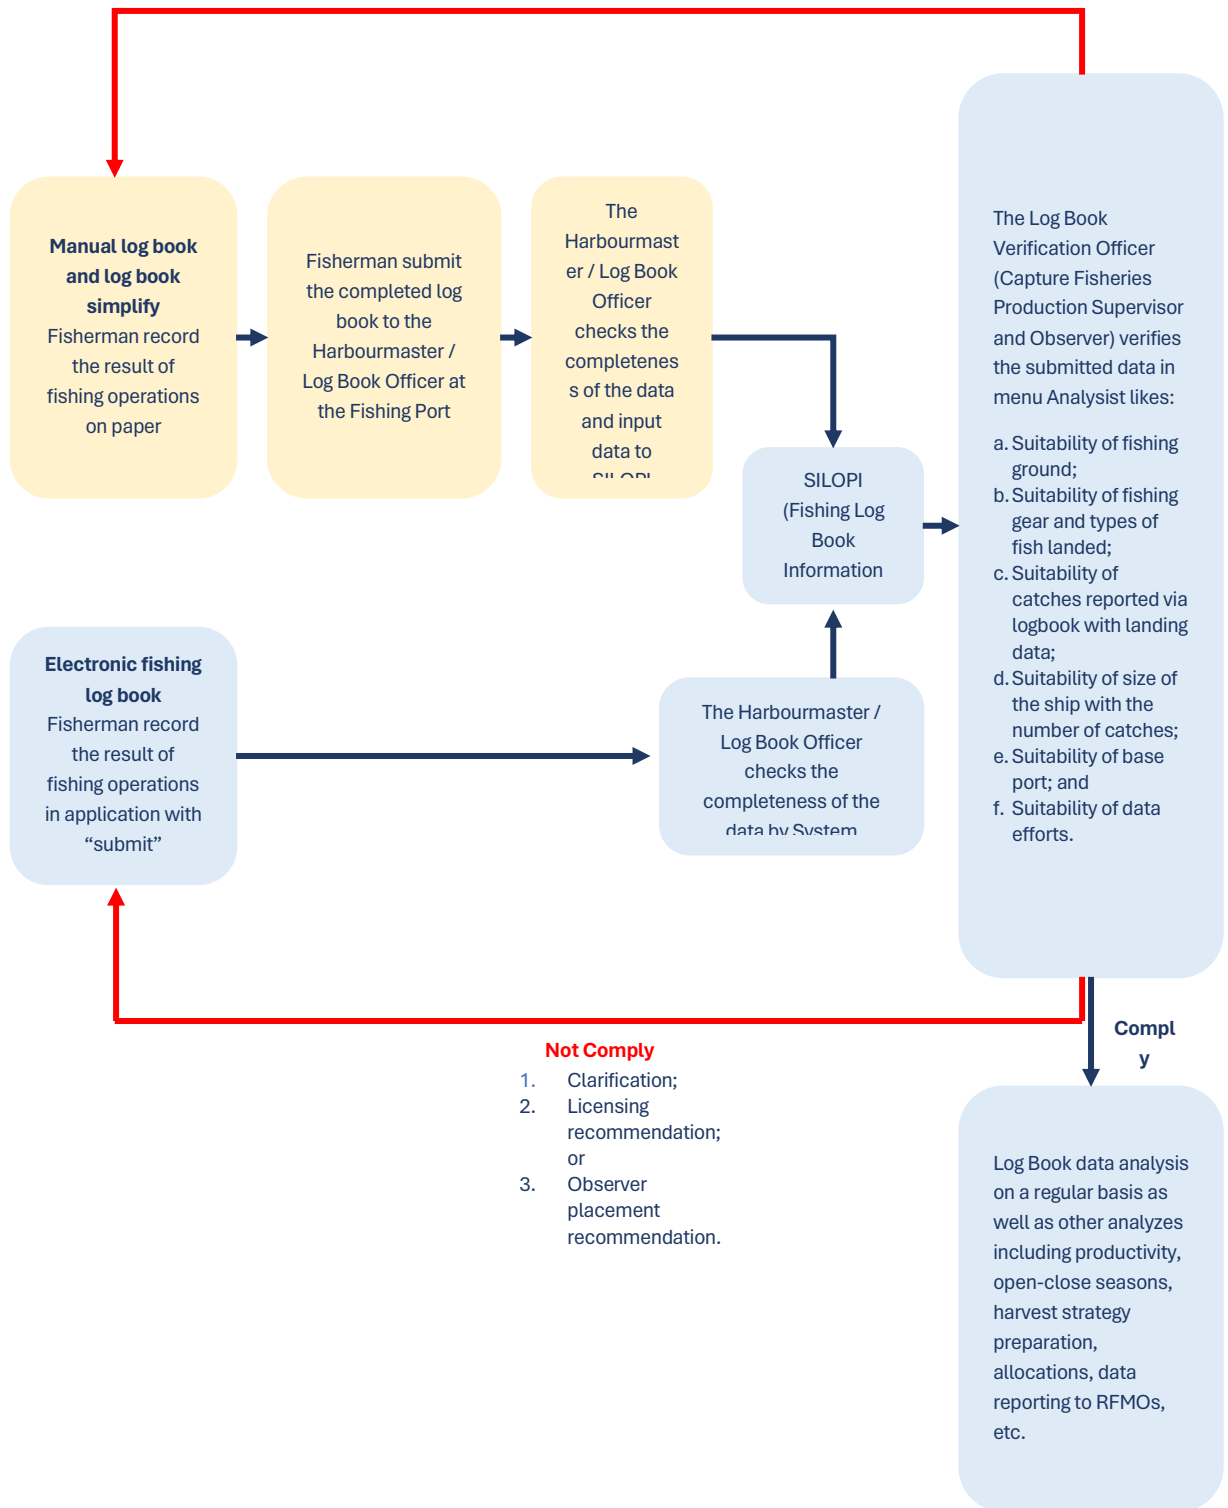 Manual log book
and log book
simplify
Fisherman record
the result of
fishing operations
on paper
Fisherman submit
the completed log
book to the
Harbourmaster /
Log Book Officer at
the Fishing Port
The
Harbourmast
er / Log Book
Officer
checks the
completenes
s of the data
and input
data to
SILOPI
SILOPI
(Fishing Log
Book
Information
The Log Book
Verification Officer
(Capture Fisheries
Production Supervisor
and Observer) verifies
the submitted data in
menu Analysist likes:
a. Suitability of fishing
ground;
b. Suitability of fishing
gear and types of
fish landed;
c. Suitability of
catches reported via
logbook with landing
data;
d. Suitability of size of
the ship with the
number of catches;
e. Suitability of base
port; and
f. Suitability of data
efforts.
Electronic fishing
log book
Fisherman record
the result of
fishing operations
in application with
“submit”
The Harbourmaster /
Log Book Officer
checks the
completeness of the
data by System
Not Comply
1. Clarification;
2. Licensing
recommendation;
or
3. Observer
placement
recommendation.
Compl
y
Log Book data analysis
on a regular basis as
well as other analyzes
including productivity,
open-close seasons,
harvest strategy
preparation,
allocations, data
reporting to RFMOs,
etc.